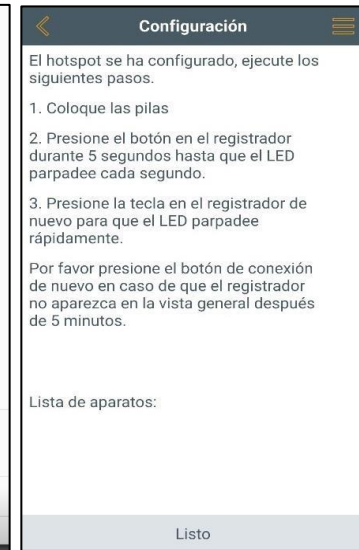 Configuración
El hotspot se ha configurado, ejecute los
siguientes pasos.
1. Coloque las pilas
2. Presione el botón en el registrador
durante 5 segundos hasta que el LED
parpadee cada segundo.
3. Presione la tecla en el registrador de
nuevo para que el LED parpadee
rápidamente.
Por favor presione el botón de conexión
de nuevo en caso de que el registrador
no aparezca en la vista general después
de 5 minutos.
Lista de aparatos:
Listo